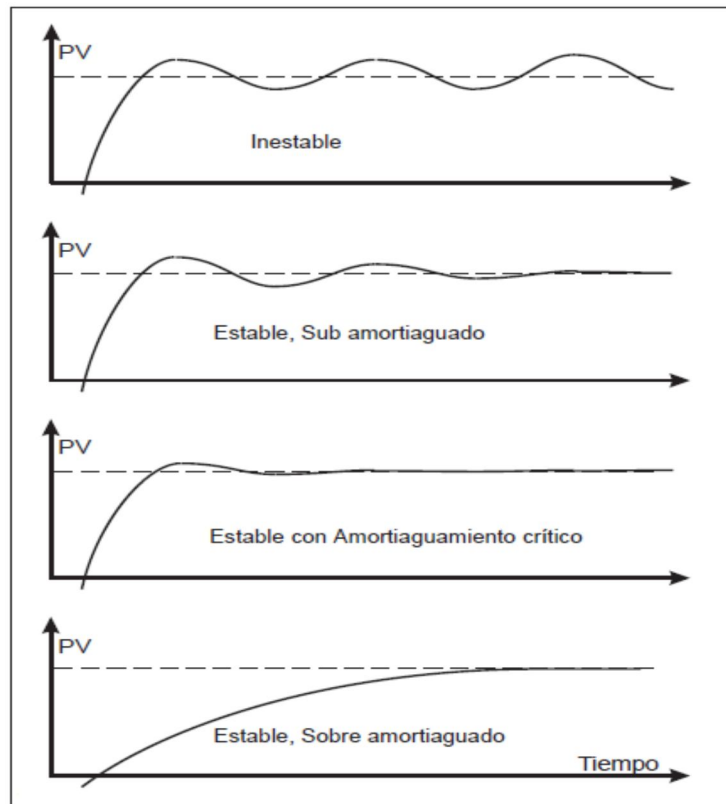 PV
Inestable
PV
Estable, Sub amortiaguado
PV
Estable con Amortiaguamiento crítico
PV
Estable, Sobre amortiaguado
Tiempo